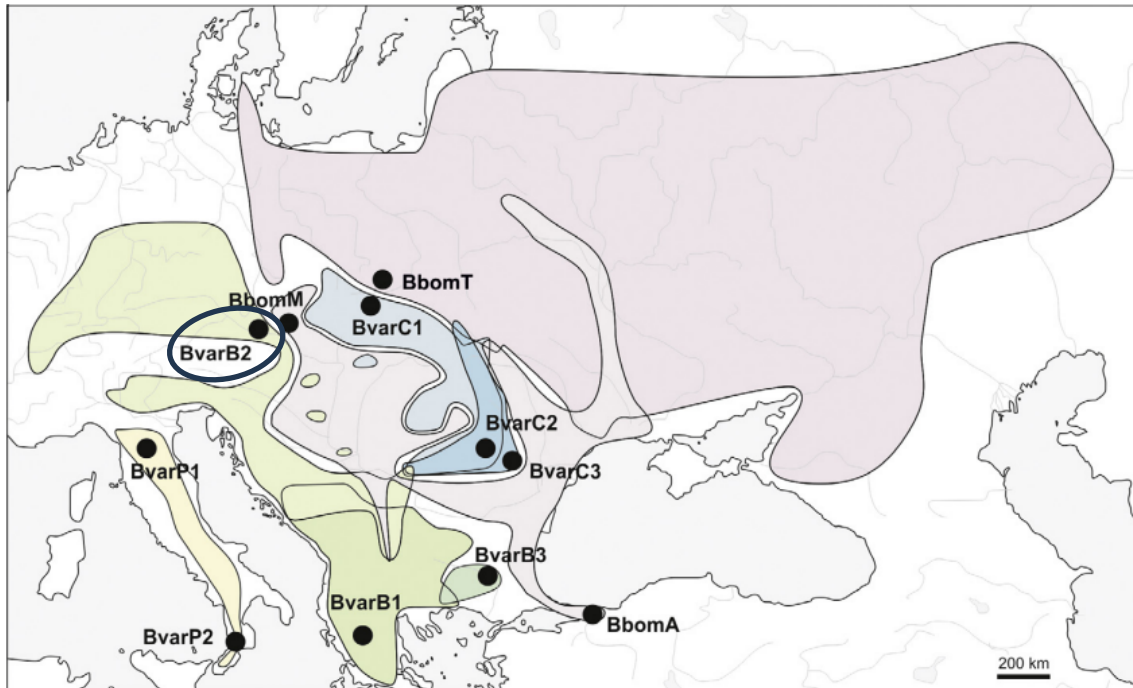 BbomT
BbomM
BvarC1
BvarB2
BvarC2
BvarP1
BvarC3
BvarB3
BvarB1
BvarP2
BbomA
200 km